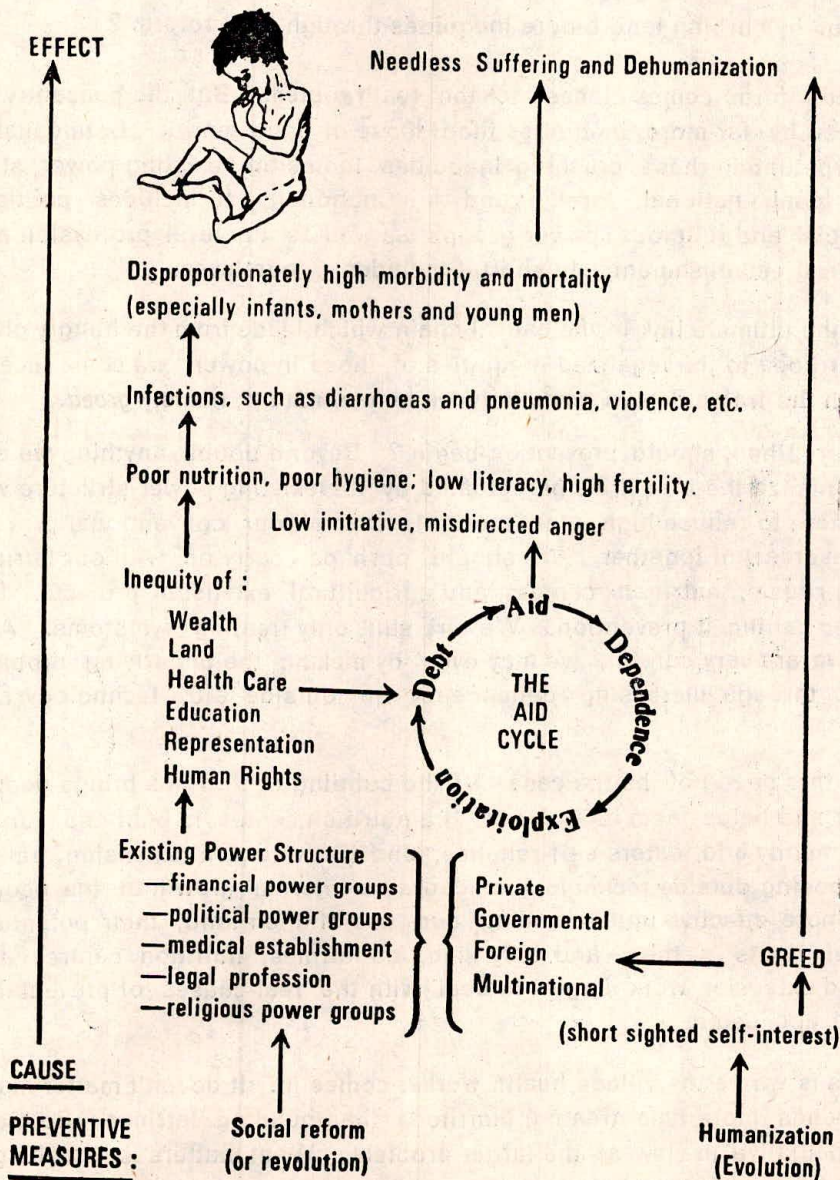 EFFECT
Needless Suffering and Dehumanization
Disproportionately high morbidity and mortality
(especially infants, mothers and young men)
Infections, such as diarrhoeas and pneumonia, violence, etc.
Poor nutrition, poor hygiene; low literacy, high fertility.
Low initiative, misdirected anger
Inequity of :
Wealth
Land
Health Care
Education
Representation
Human Rights
Aid
Dependence
Exploitation
Debt
THE
AID
CYCLE
Existing Power Structure
—financial power groups
—political power groups
—medical establishment
—legal profession
—religious power groups
Private
Governmental
Foreign
Multinational
GREED
(short sighted self-interest)
CAUSE
PREVENTIVE
MEASURES :
Social reform
(or revolution)
Humanization
(Evolution)